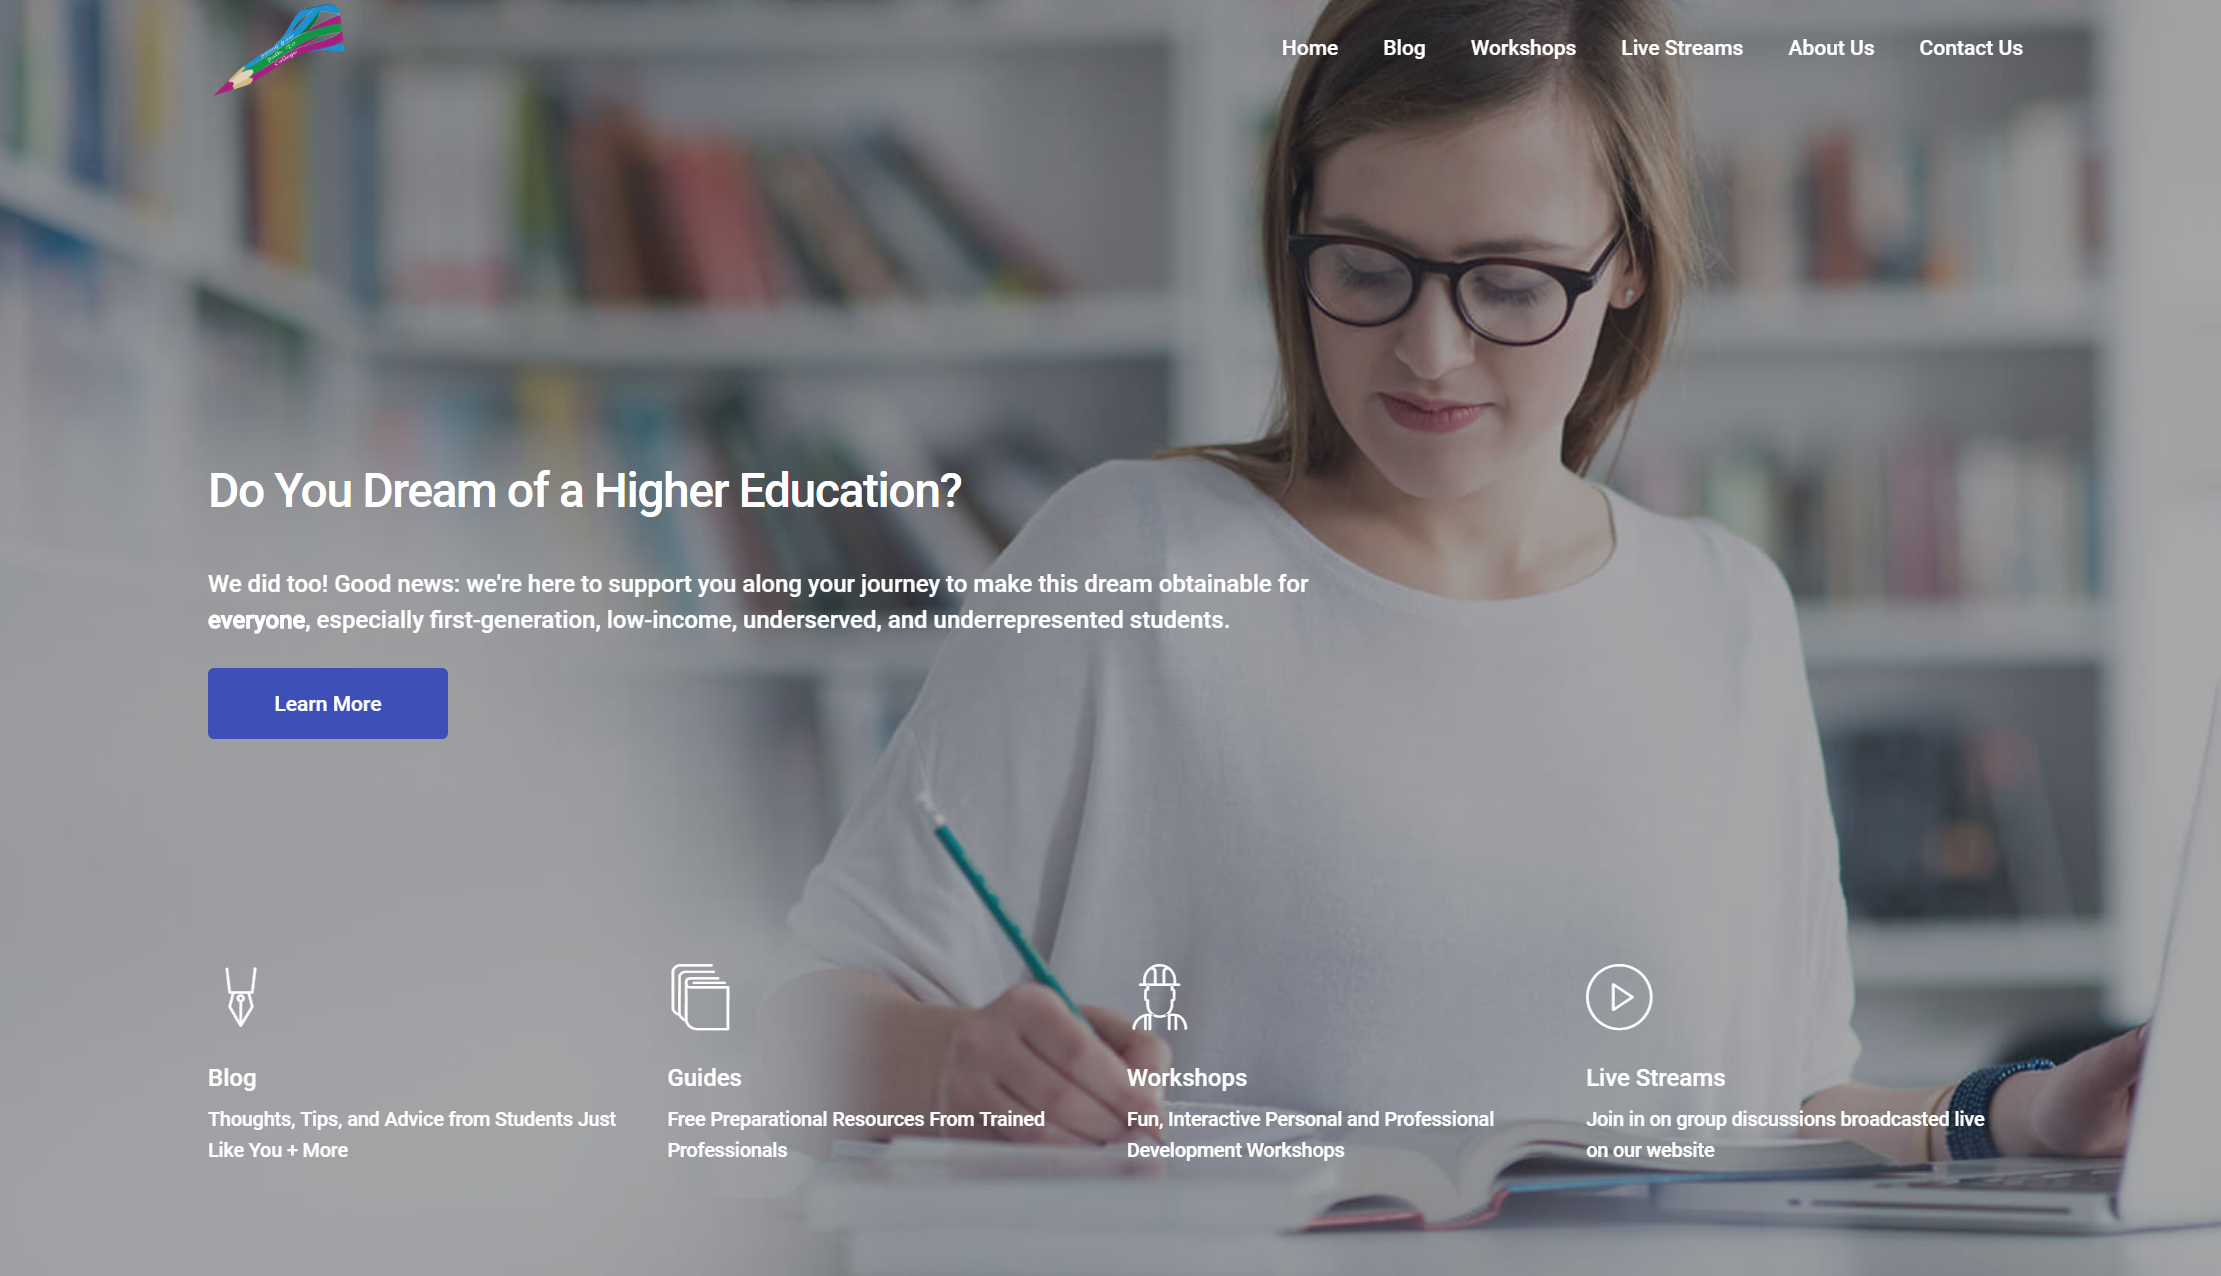 Home Blog Workshops Live Streams About Us Contact Us
Do You Dream of a Higher Education?
We did too! Good news: we're here to support you along your journey to make this dream obtainable for
everyone, especially first-generation, low-income, underserved, and underrepresented students.
Learn More
Blog
Thoughts, Tips, and Advice from Students Just
Like You + More
Guides
Free Preparational Resources From Trained
Professionals
Workshops
Fun, Interactive Personal and Professional
Development Workshops
Live Streams
Join in on group discussions broadcasted live
on our website